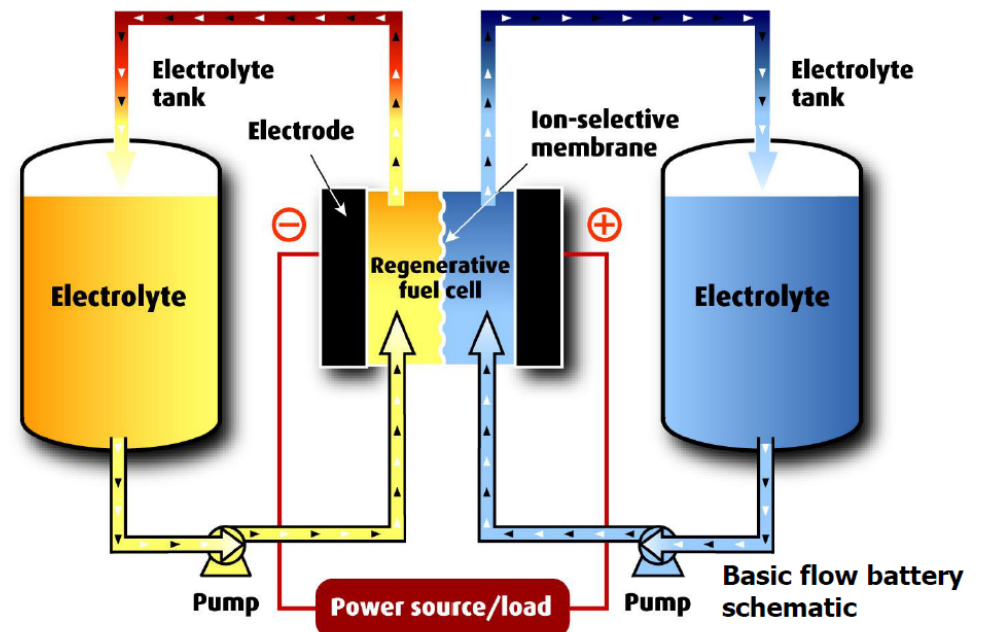 Electrolyte
tank
Electrode
Ion-selective
membrane
Electrolyte
tank
−
+
Electrolyte
Regenerative
fuel cell
Electrolyte
Pump
Power source/load
Pump
Basic flow battery
schematic